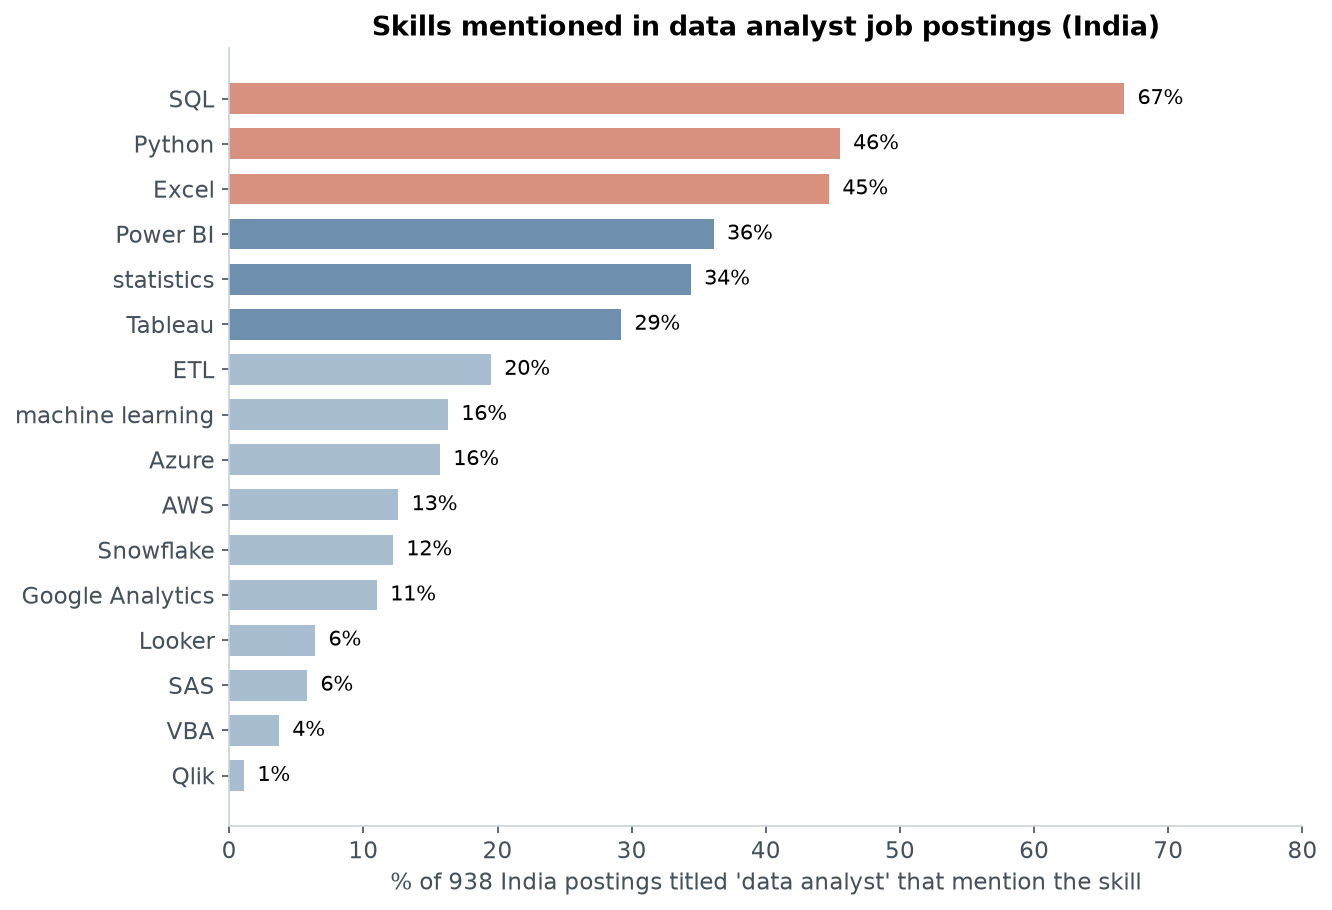 Skills mentioned in data analyst job postings (India)
SQL 67%
Python 46%
Excel 45%
Power BI 36%
statistics 34%
Tableau 29%
ETL 20%
machine learning 16%
Azure 16%
AWS 13%
Snowflake 12%
Google Analytics 11%
Looker 6%
SAS 6%
VBA 4%
Qlik 1%
0 10 20 30 40 50 60 70 80
% of 938 India postings titled 'data analyst' that mention the skill